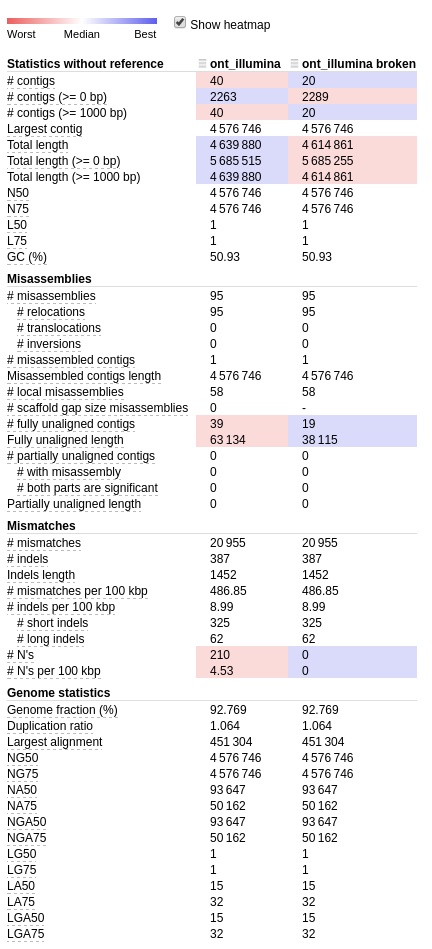 Worst Median Best Show heatmap
Statistics without reference ont_illumina ont_illumina broken
# contigs 40 20
# contigs (>= 0 bp) 2263 2289
# contigs (>= 1000 bp) 40 20
Largest contig 4 576 746 4 576 746
Total length 4 639 880 4 614 861
Total length (>= 0 bp) 5 685 515 5 685 255
Total length (>= 1000 bp) 4 639 880 4 614 861
N50 4 576 746 4 576 746
N75 4 576 746 4 576 746
L50 1 1
L75 1 1
GC (%) 50.93 50.93
Misassemblies
# misassemblies 95 95
# relocations 95 95
# translocations 0 0
# inversions 0 0
# misassembled contigs 1 1
Misassembled contigs length 4 576 746 4 576 746
# local misassemblies 58 58
# scaffold gap size misassemblies 0 -
# fully unaligned contigs 39 19
Fully unaligned length 63 134 38 115
# partially unaligned contigs 0 0
# with misassembly 0 0
# both parts are significant 0 0
Partially unaligned length 0 0
Mismatches
# mismatches 20 955 20 955
# indels 387 387
Indels length 1452 1452
# mismatches per 100 kbp 486.85 486.85
# indels per 100 kbp 8.99 8.99
# short indels 325 325
# long indels 62 62
# N's 210 0
# N's per 100 kbp 4.53 0
Genome statistics
Genome fraction (%) 92.769 92.769
Duplication ratio 1.064 1.064
Largest alignment 451 304 451 304
NG50 4 576 746 4 576 746
NG75 4 576 746 4 576 746
NA50 93 647 93 647
NA75 50 162 50 162
NGA50 93 647 93 647
NGA75 50 162 50 162
LG50 1 1
LG75 1 1
LA50 15 15
LA75 32 32
LGA50 15 15
LGA75 32 32